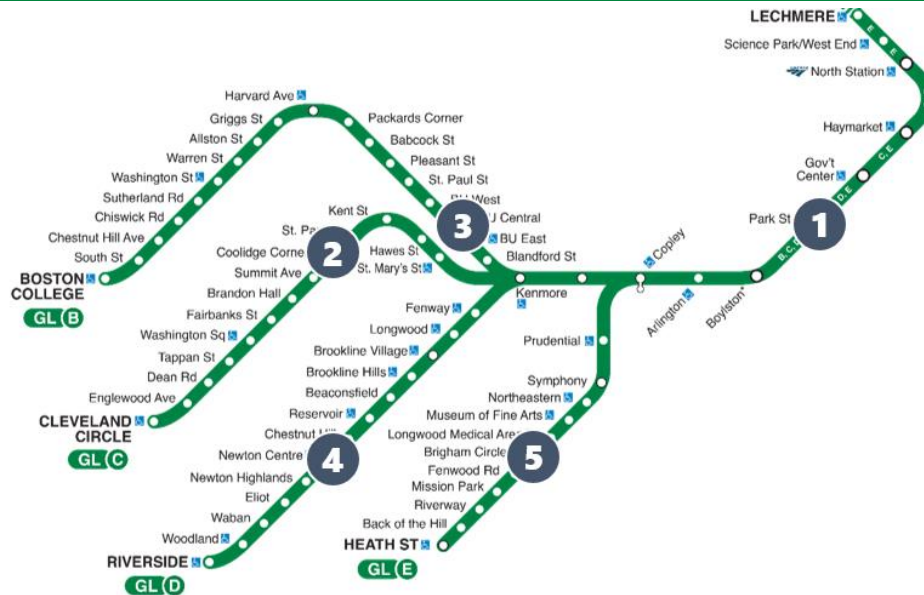 LECHMERE
E
E
Science Park/West End
North Station
Haymarket
C, E
Gov't
Center
D, E
Park St
1
B, C, D
Boylston*
Arlington
Copley
Kenmore
Blandford St
BU East
Central
West
3
St. Paul St
Pleasant St
Babcock St
Packards Corner
Harvard Ave
Griggs St
Allston St
Warren St
Washington St
Sutherland Rd
Chiswick Rd
Chestnut Hill Ave
South St
BOSTON
COLLEGE
GL B
St. Mary's St
Hawes St
Kent St
St.
2
Coolidge
Summit Ave
Brandon Hall
Fairbanks St
Washington Sq
Tappan St
Dean Rd
Englewood Ave
CLEVELAND
CIRCLE
GL C
Fenway
Longwood
Brookline Village
Brookline Hills
Beaconsfield
Reservoir
Chestnut
Newton Centre
4
Newton Highlands
Eliot
Waban
Woodland
RIVERSIDE
GL D
Prudential
Symphony
Northeastern
Museum of Fine Arts
Longwood Medical
Brigham Circle
5
Fenwood Rd
Mission Park
Riverway
Back of the Hill
HEATH ST
GL E